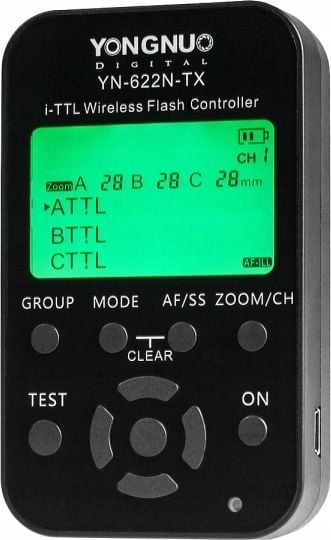 YONGNUO
DIGITAL
YN-622N-TX
i-TTL Wireless Flash Controller
CH 1
Zoom A 28 B 28 C 28mm
▸ATTL
BTTL
CTTL
AF-ILL
GROUP MODE AF/SS ZOOM/CH
CLEAR
TEST ON